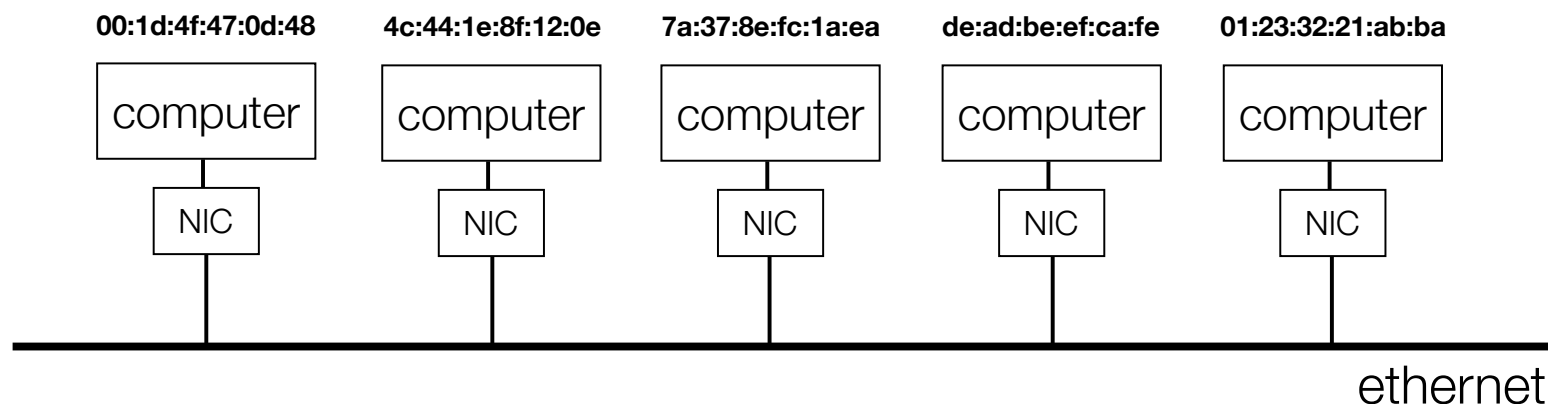 00:1d:4f:47:0d:48 4c:44:1e:8f:12:0e 7a:37:8e:fc:1a:ea de:ad:be:ef:ca:fe 01:23:32:21:ab:ba
computer computer computer computer computer
NIC NIC NIC NIC NIC
ethernet